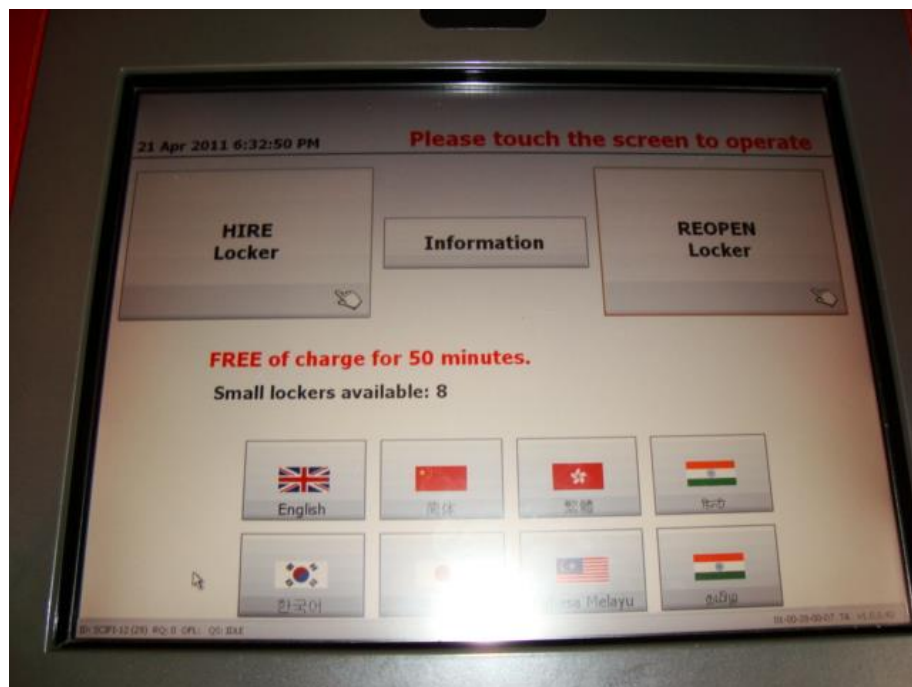 21 Apr 2011 6:32:50 PM
Please touch the screen to operate
HIRE
Locker
Information
REOPEN
Locker
FREE of charge for 50 minutes.
Small lockers available: 8
English
简体
繁體
हिन्दी
한국어
Melayu
தமிழ்